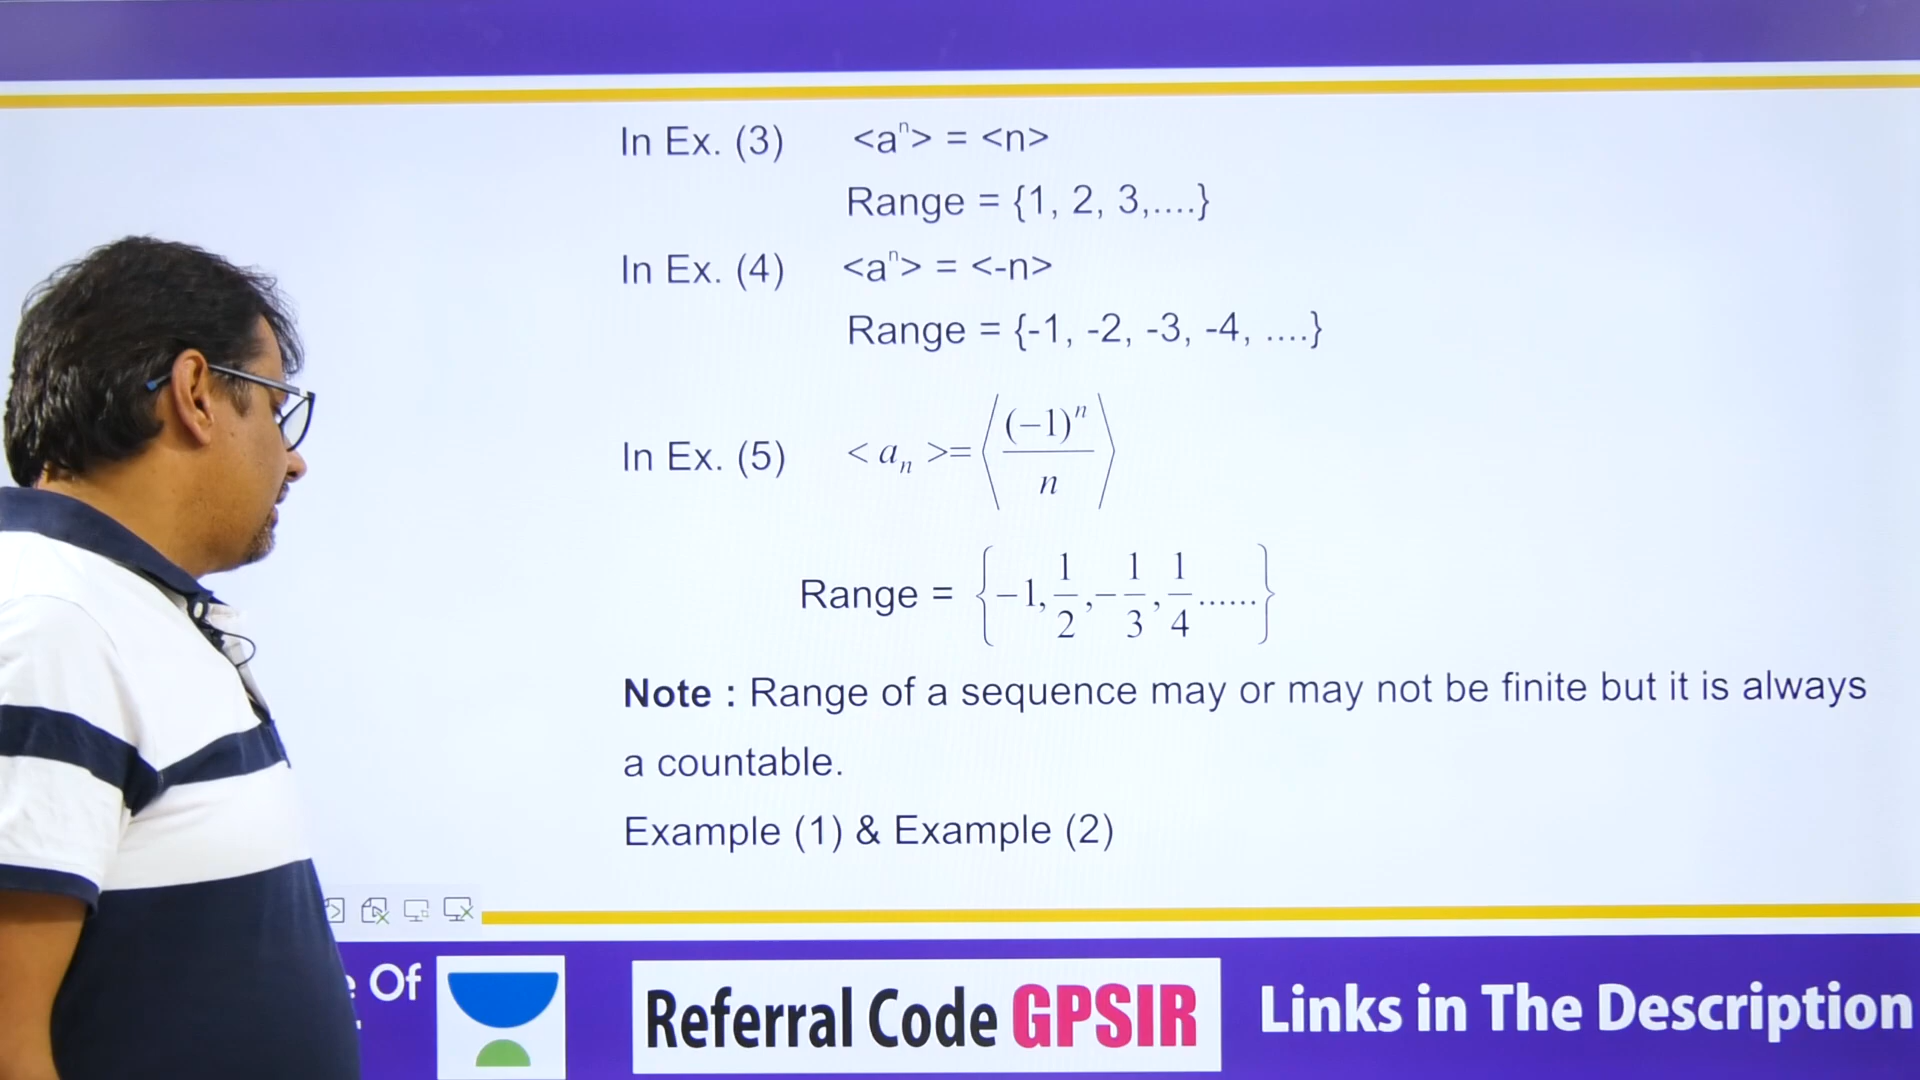 In Ex. (3) <aⁿ> = <n>
Range = {1, 2, 3,....}
In Ex. (4) <aⁿ> = <-n>
Range = {-1, -2, -3, -4, ....}
In Ex. (5) < aₙ >= ⟨(−1)ⁿ/n⟩
Range = {−1, 1/2, −1/3, 1/4......}
Note : Range of a sequence may or may not be finite but it is always
a countable.
Example (1) & Example (2)
Of
Referral Code GPSIR
Links in The Description